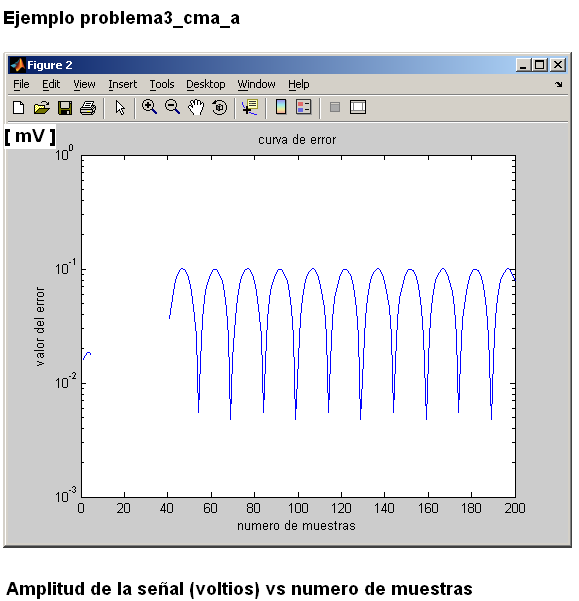 Ejemplo problema3_cma_a
Figure 2
File Edit View Insert Tools Desktop Window Help
[ mV ]
curva de error
10^0
10^-1
valor del error
10^-2
10^-3
0 20 40 60 80 100 120 140 160 180 200
numero de muestras
Amplitud de la señal (voltios) vs numero de muestras